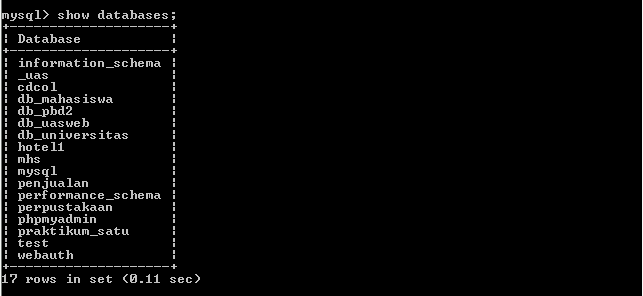 mysql> show databases;
+--------------------+
| Database           |
+--------------------+
| information_schema |
| _uas               |
| cdcol              |
| db_mahasiswa       |
| db_pbd2            |
| db_uasweb          |
| db_universitas     |
| hotel1             |
| mhs                |
| mysql              |
| penjualan          |
| performance_schema |
| perpustakaan       |
| phpmyadmin         |
| praktikum_satu     |
| test               |
| webauth            |
+--------------------+
17 rows in set (0.11 sec)